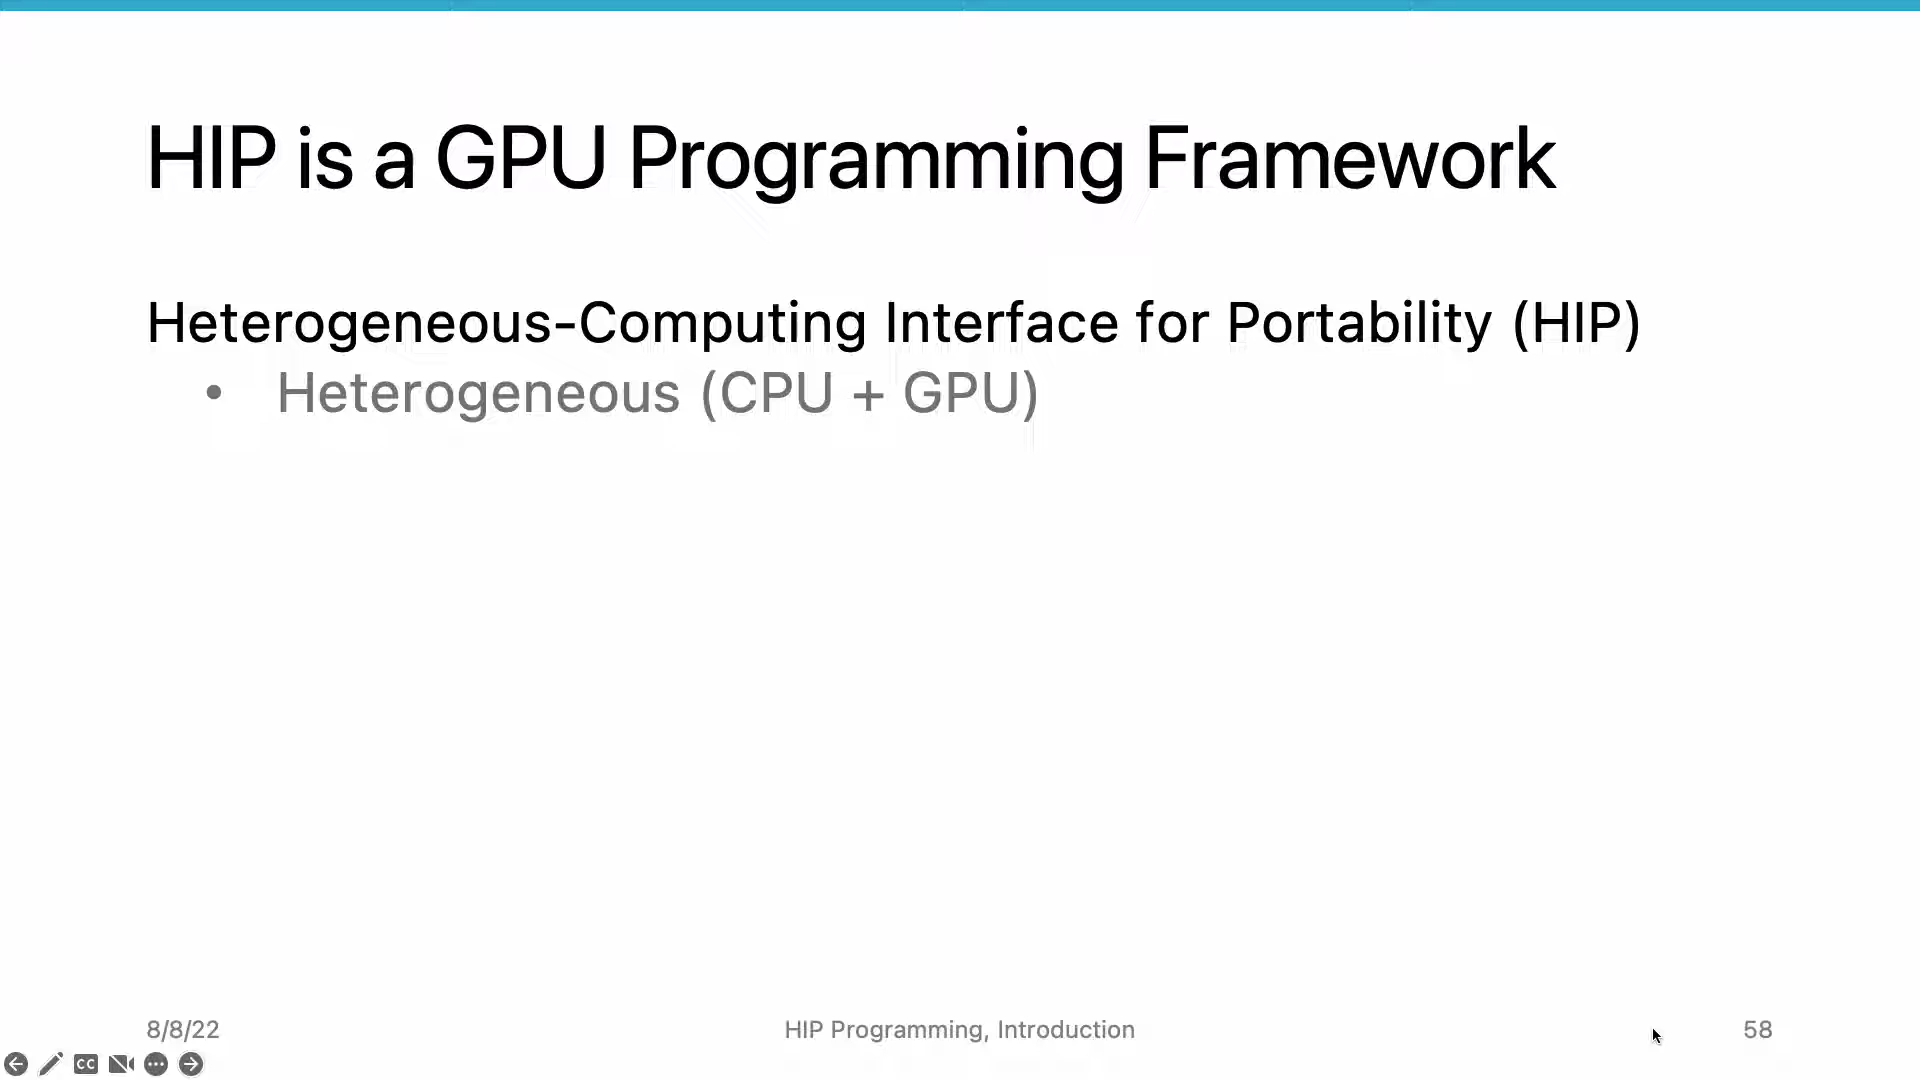 HIP is a GPU Programming Framework
Heterogeneous-Computing Interface for Portability (HIP)
• Heterogeneous (CPU + GPU)
8/8/22
HIP Programming, Introduction
58
CC